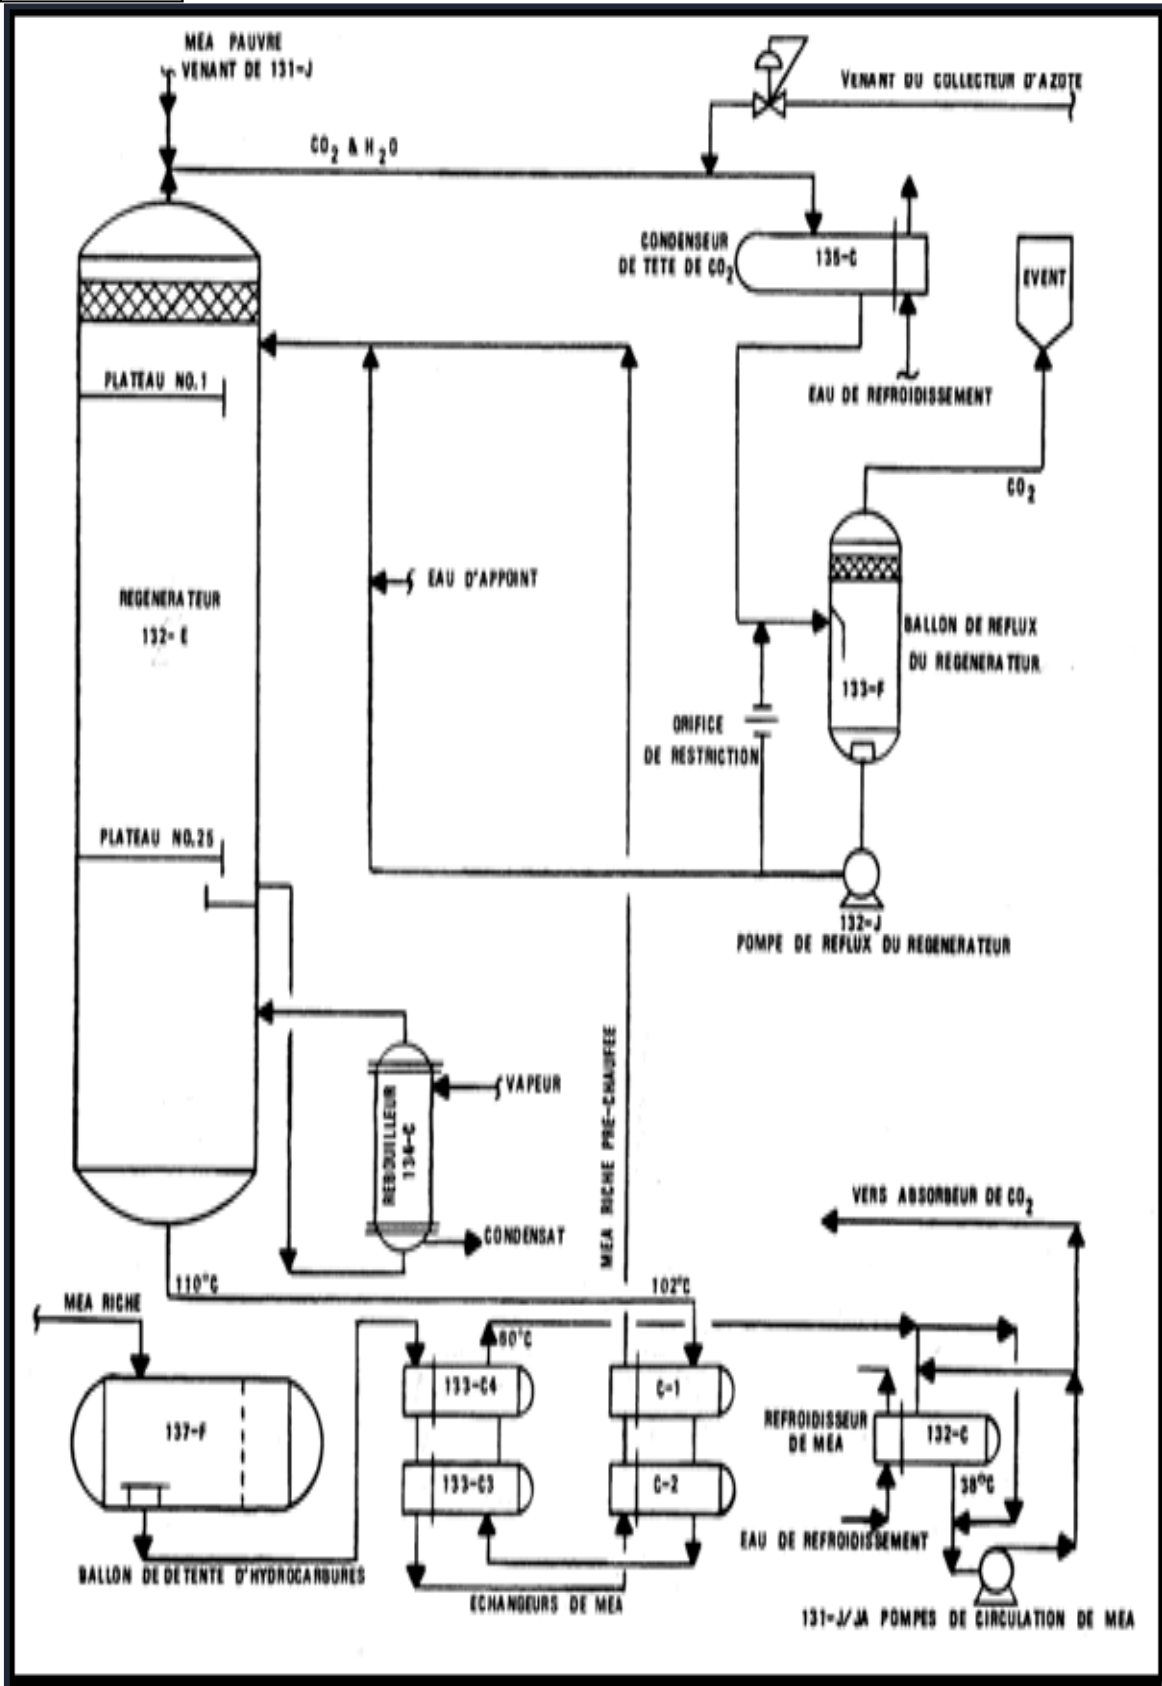 MEA PAUVRE
VENANT DE 131-J
VENANT DU COLLECTEUR D'AZOTE
CO2 & H2O
CONDENSEUR
DE TETE DE CO2
135-C
EVENT
EAU DE REFROIDISSEMENT
PLATEAU NO.1
CO2
EAU D'APPOINT
REGENERATEUR
132-E
BALLON DE REFLUX
DU REGENERATEUR
133-F
ORIFICE
DE RESTRICTION
PLATEAU NO.25
132-J
POMPE DE REFLUX DU REGENERATEUR
MEA RICHE PRE-CHAUFEE
VAPEUR
REBOUILLEUR
134-C
CONDENSAT
VERS ABSORBEUR DE CO2
110°C
102°C
MEA RICHE
60°C
133-C4
C-1
137-F
REFROIDISSEUR
DE MEA
132-C
133-C3
C-2
38°C
EAU DE REFROIDISSEMENT
BALLON DE DETENTE D'HYDROCARBURES
ECHANGEURS DE MEA
131-J/JA POMPES DE CIRCULATION DE MEA